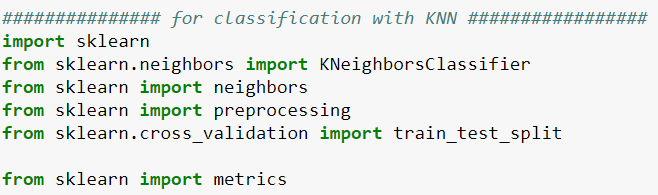 ############### for classification with KNN #################
import sklearn
from sklearn.neighbors import KNeighborsClassifier
from sklearn import neighbors
from sklearn import preprocessing
from sklearn.cross_validation import train_test_split
from sklearn import metrics